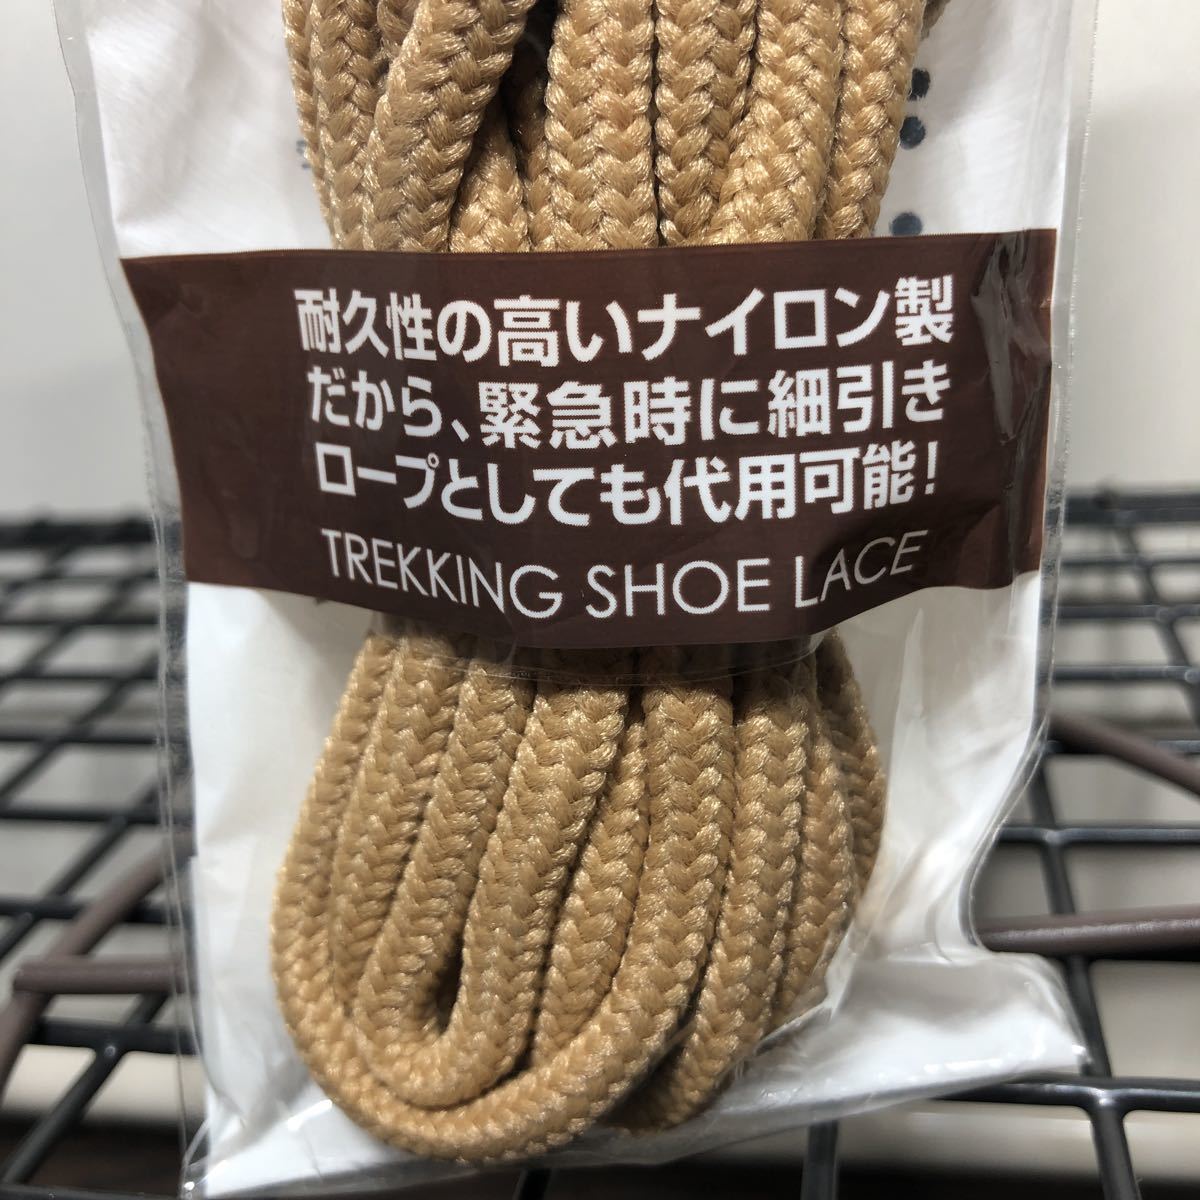 耐久性の高いナイロン製
だから、緊急時に細引き
ロープとしても代用可能!
TREKKING SHOE LACE